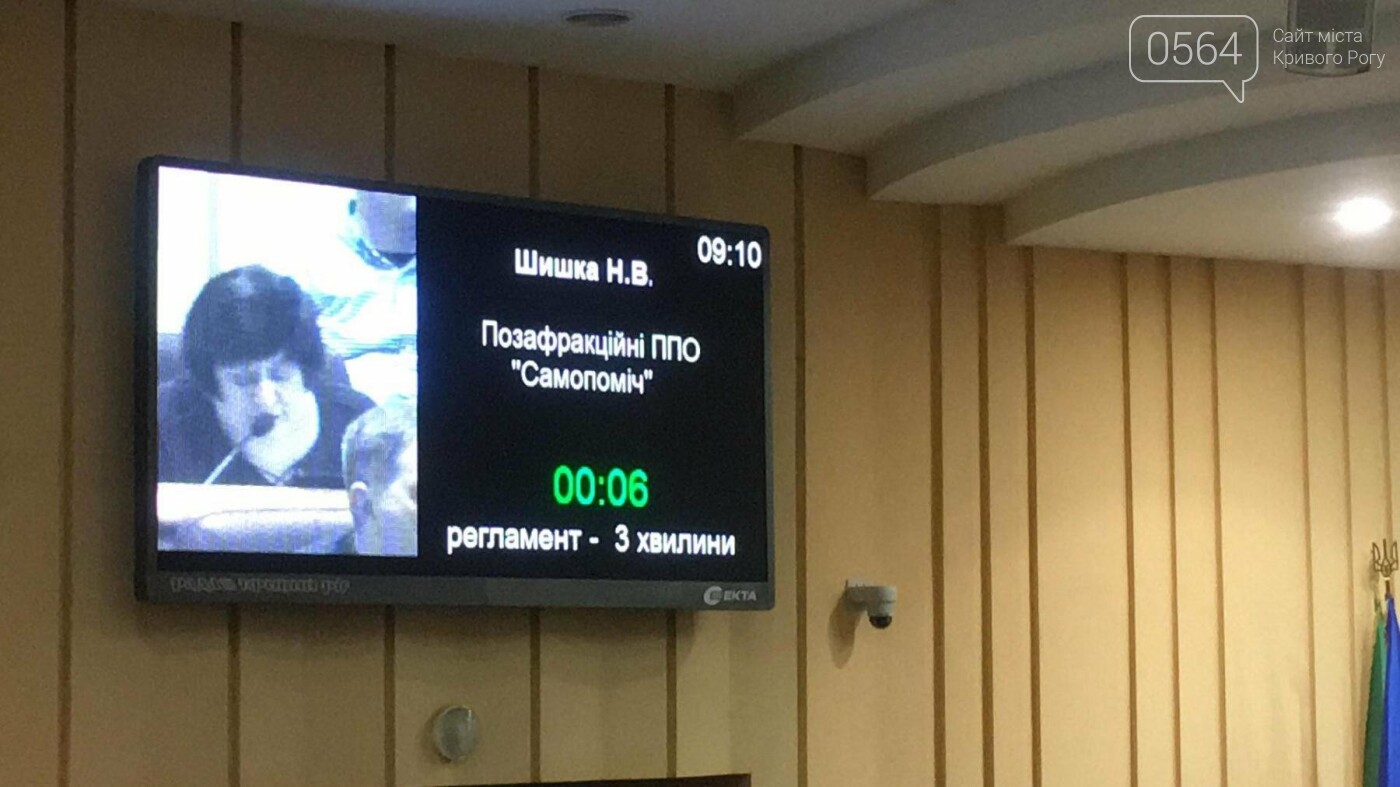 0564
Сайт міста
Кривого Рогу
09:10
Шишка Н.В.
Позафракційні ППО
"Самопоміч"
00:06
регламент - 3 хвилини
EKTA